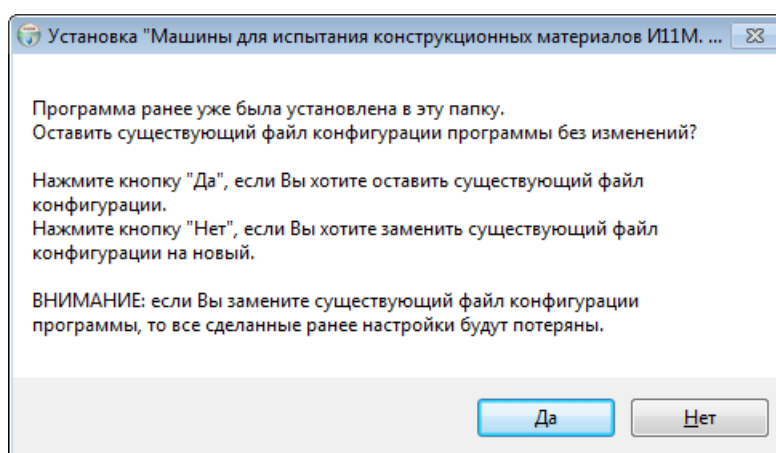 Установка "Машины для испытания конструкционных материалов И11М. ...
Программа ранее уже была установлена в эту папку.
Оставить существующий файл конфигурации программы без изменений?
Нажмите кнопку "Да", если Вы хотите оставить существующий файл
конфигурации.
Нажмите кнопку "Нет", если Вы хотите заменить существующий файл
конфигурации на новый.
ВНИМАНИЕ: если Вы замените существующий файл конфигурации
программы, то все сделанные ранее настройки будут потеряны.
Да
Нет